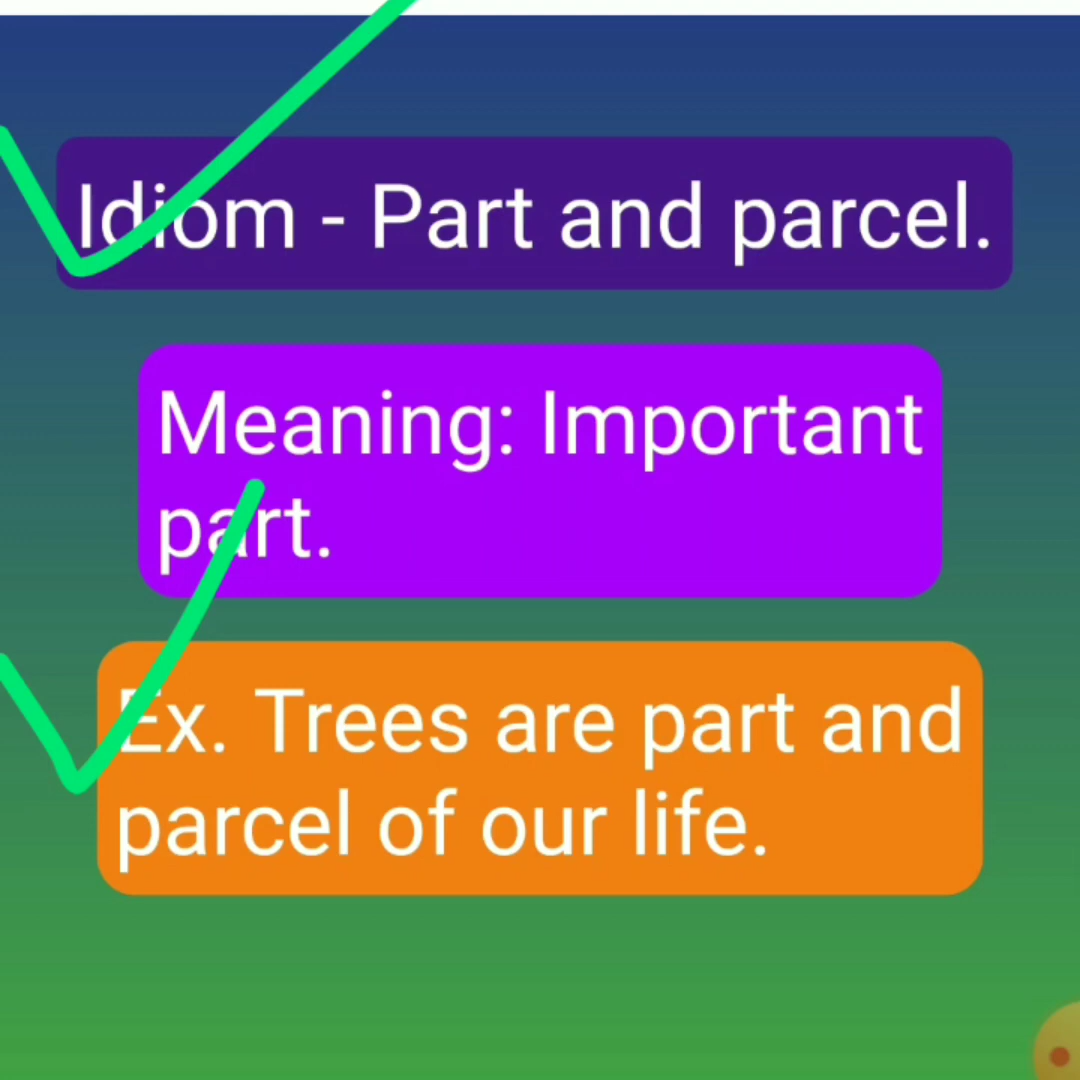 Idiom - Part and parcel.
Meaning: Important
part.
Ex. Trees are part and
parcel of our life.